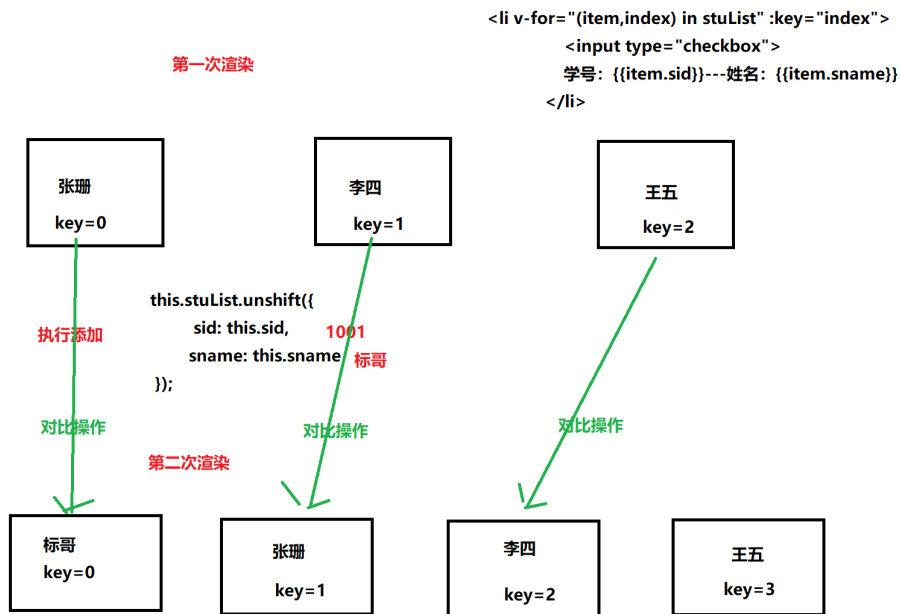 <li v-for="(item,index) in stuList" :key="index">
<input type="checkbox">
学号：{{item.sid}}---姓名：{{item.sname}}
</li>
第一次渲染
张珊
key=0
李四
key=1
王五
key=2
this.stuList.unshift({
sid: this.sid,
sname: this.sname
});
执行添加
1001
标哥
对比操作
对比操作
对比操作
第二次渲染
标哥
key=0
张珊
key=1
李四
key=2
王五
key=3